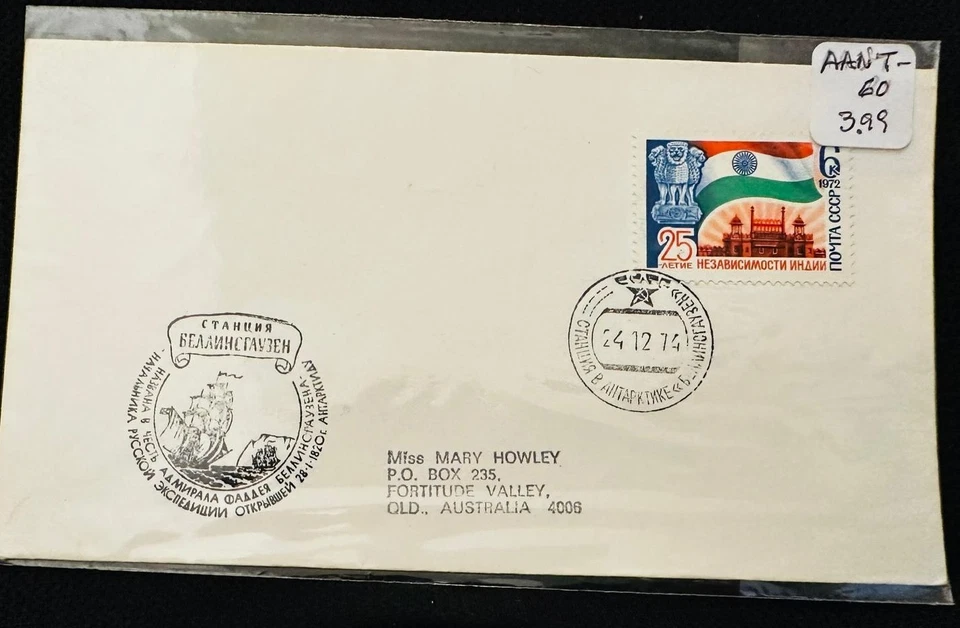 AANT-
60
3.99
6к
1972
ПОЧТА СССР
25
-ЛЕТИЕ НЕЗАВИСИМОСТИ ИНДИИ
СССР
24 12 74
СТАНЦИЯ В АНТАРКТИКЕ «БЕЛЛИНСГАУЗЕН»
СТАНЦИЯ
БЕЛЛИНСГАУЗЕН
НАЗВАНА В ЧЕСТЬ АДМИРАЛА ФАДДЕЯ БЕЛЛИНСГАУЗЕНА-
НАЧАЛЬНИКА РУССКОЙ ЭКСПЕДИЦИИ ОТКРЫВШЕЙ 28·I·1820г. АНТАРКТИДУ
Miss MARY HOWLEY
P.O. BOX 235,
FORTITUDE VALLEY,
QLD., AUSTRALIA 4006